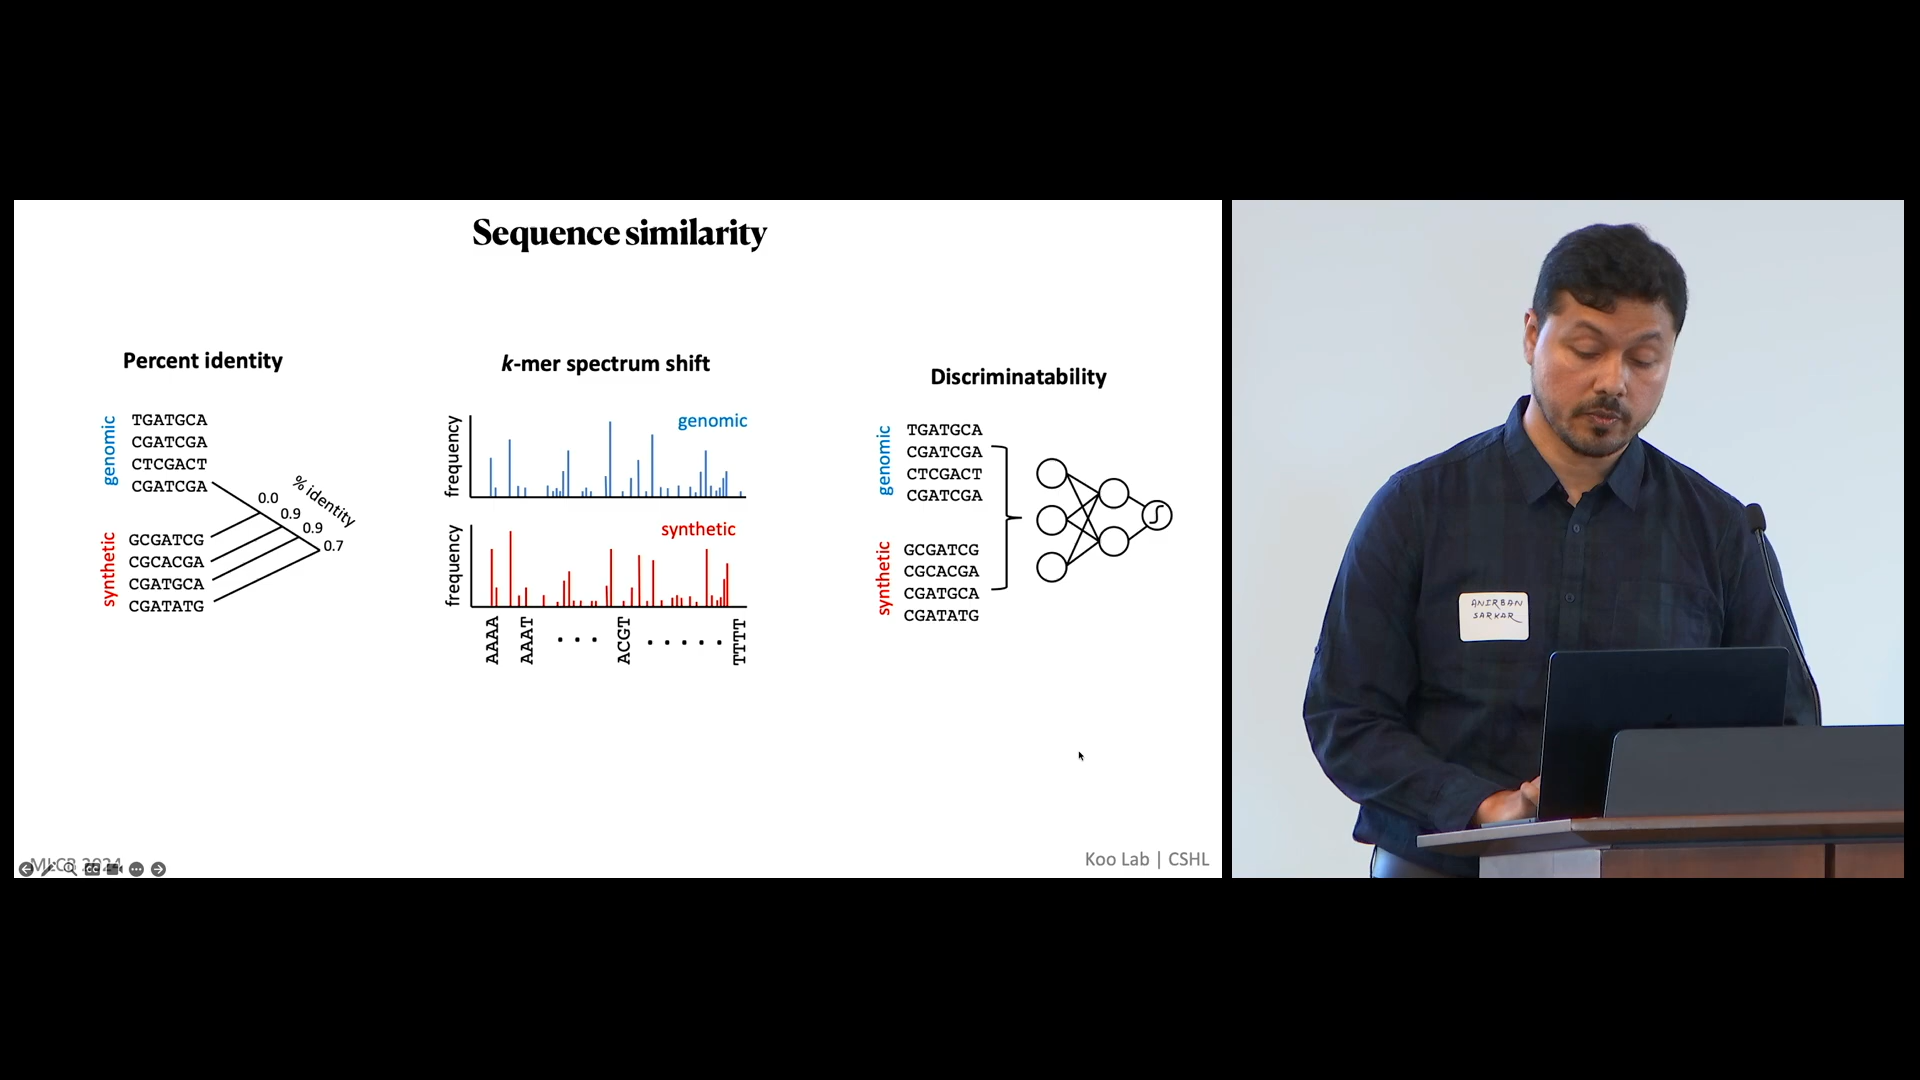 Sequence similarity
Percent identity
genomic
TGATGCA
CGATCGA
CTCGACT
CGATCGA
% identity
0.0
0.9
0.9
0.7
synthetic
GCGATCG
CGCACGA
CGATGCA
CGATATG
k-mer spectrum shift
frequency
genomic
frequency
synthetic
AAAA
AAAT
. . .
ACGT
. . . . . .
TTTT
Discriminatability
genomic
TGATGCA
CGATCGA
CTCGACT
CGATCGA
synthetic
GCGATCG
CGCACGA
CGATGCA
CGATATG
MLCB 2024
Koo Lab | CSHL
ANIRBAN
SARKAR